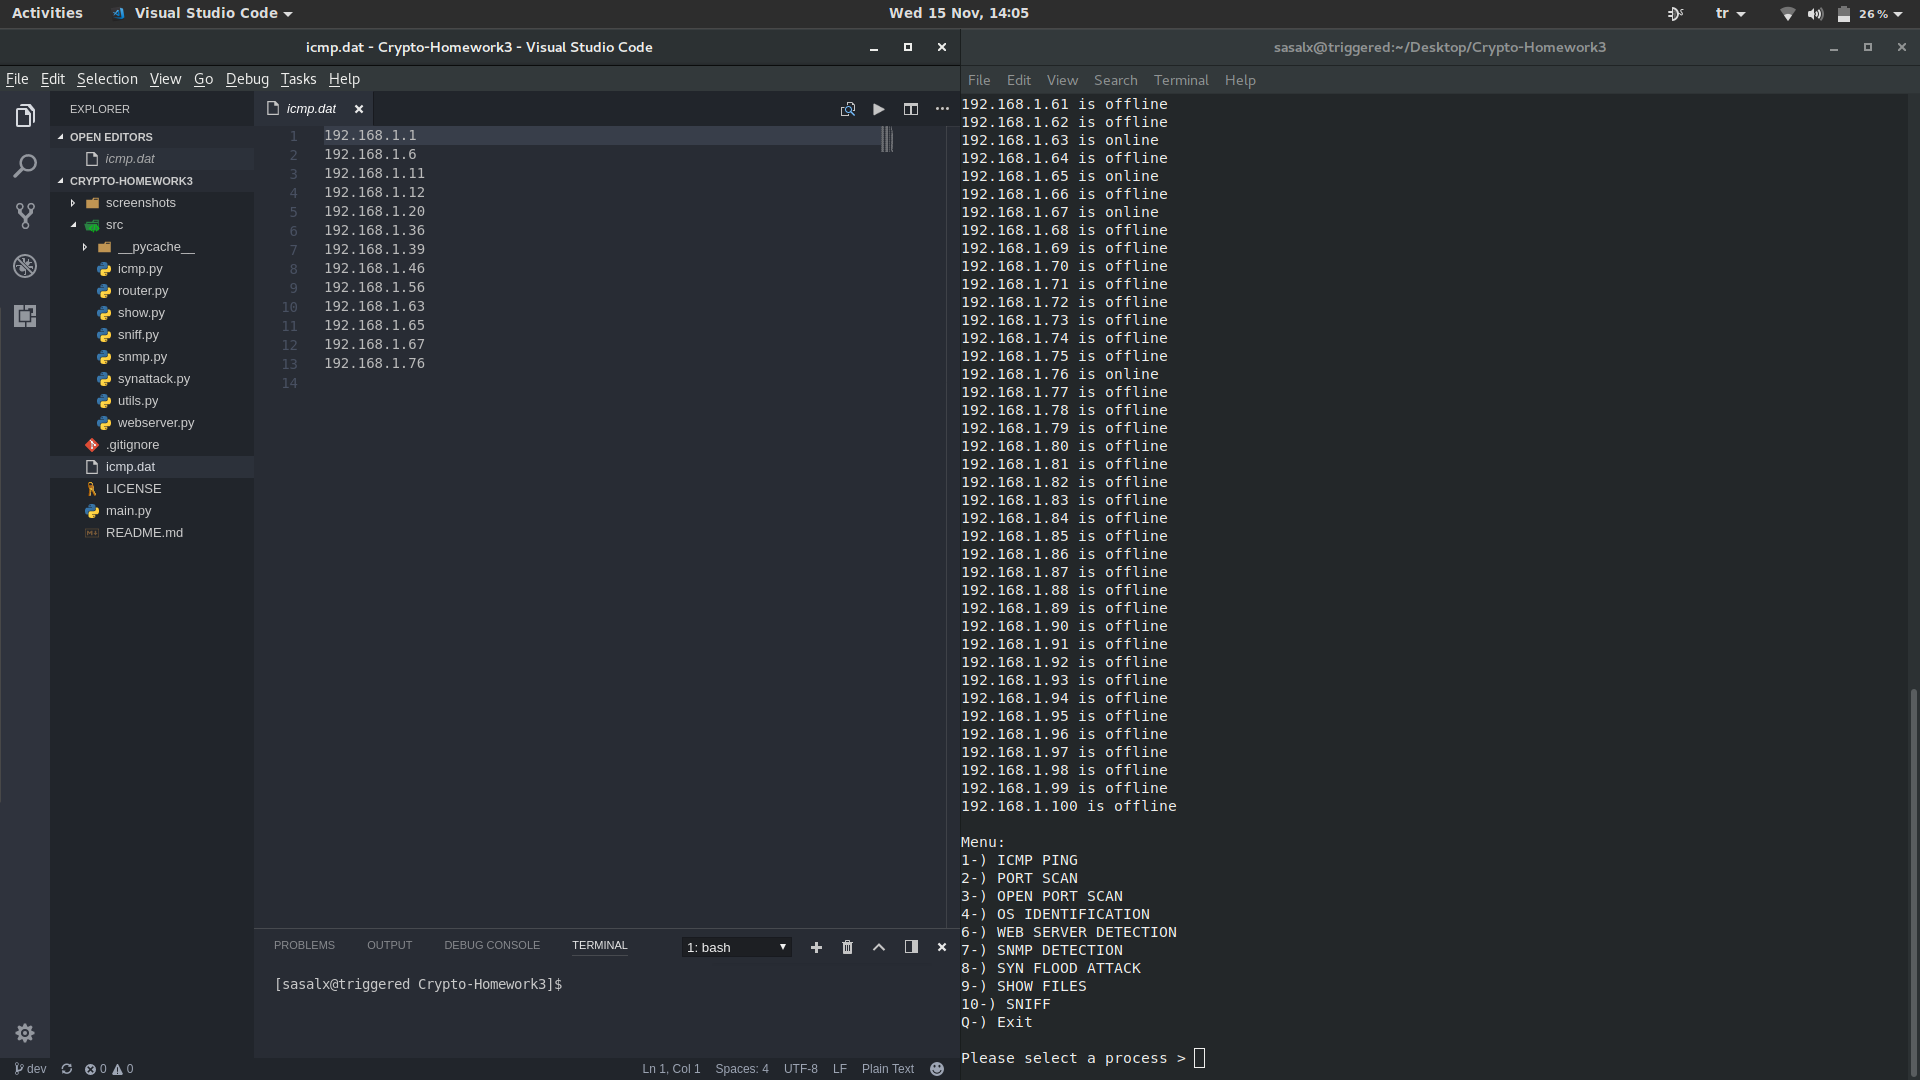 Activities Visual Studio Code Wed 15 Nov, 14:05 tr 26 %
icmp.dat - Crypto-Homework3 - Visual Studio Code
File Edit Selection View Go Debug Tasks Help
EXPLORER
OPEN EDITORS
icmp.dat
CRYPTO-HOMEWORK3
screenshots
src
__pycache__
icmp.py
router.py
show.py
sniff.py
snmp.py
synattack.py
utils.py
webserver.py
.gitignore
icmp.dat
LICENSE
main.py
README.md
icmp.dat
1 192.168.1.1
2 192.168.1.6
3 192.168.1.11
4 192.168.1.12
5 192.168.1.20
6 192.168.1.36
7 192.168.1.39
8 192.168.1.46
9 192.168.1.56
10 192.168.1.63
11 192.168.1.65
12 192.168.1.67
13 192.168.1.76
14
PROBLEMS OUTPUT DEBUG CONSOLE TERMINAL 1: bash
[sasalx@triggered Crypto-Homework3]$
dev 0 0 Ln 1, Col 1 Spaces: 4 UTF-8 LF Plain Text
sasalx@triggered:~/Desktop/Crypto-Homework3
File Edit View Search Terminal Help
192.168.1.61 is offline
192.168.1.62 is offline
192.168.1.63 is online
192.168.1.64 is offline
192.168.1.65 is online
192.168.1.66 is offline
192.168.1.67 is online
192.168.1.68 is offline
192.168.1.69 is offline
192.168.1.70 is offline
192.168.1.71 is offline
192.168.1.72 is offline
192.168.1.73 is offline
192.168.1.74 is offline
192.168.1.75 is offline
192.168.1.76 is online
192.168.1.77 is offline
192.168.1.78 is offline
192.168.1.79 is offline
192.168.1.80 is offline
192.168.1.81 is offline
192.168.1.82 is offline
192.168.1.83 is offline
192.168.1.84 is offline
192.168.1.85 is offline
192.168.1.86 is offline
192.168.1.87 is offline
192.168.1.88 is offline
192.168.1.89 is offline
192.168.1.90 is offline
192.168.1.91 is offline
192.168.1.92 is offline
192.168.1.93 is offline
192.168.1.94 is offline
192.168.1.95 is offline
192.168.1.96 is offline
192.168.1.97 is offline
192.168.1.98 is offline
192.168.1.99 is offline
192.168.1.100 is offline
Menu:
1-) ICMP PING
2-) PORT SCAN
3-) OPEN PORT SCAN
4-) OS IDENTIFICATION
6-) WEB SERVER DETECTION
7-) SNMP DETECTION
8-) SYN FLOOD ATTACK
9-) SHOW FILES
10-) SNIFF
Q-) Exit
Please select a process >